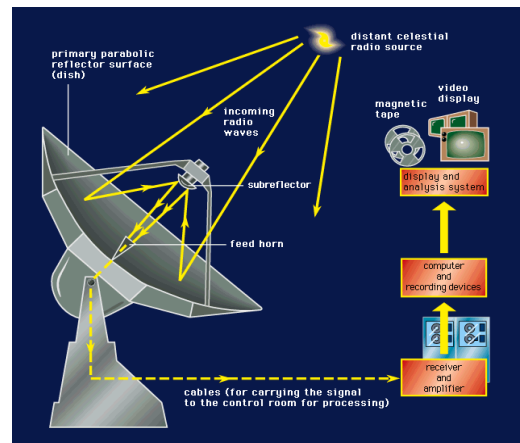 distant celestial
radio source
primary parabolic
reflector surface
(dish)
incoming
radio
waves
video
display
magnetic
tape
display and
analysis system
subreflector
feed horn
computer
and
recording devices
receiver
and
amplifier
cables (for carrying the signal
to the control room for processing)